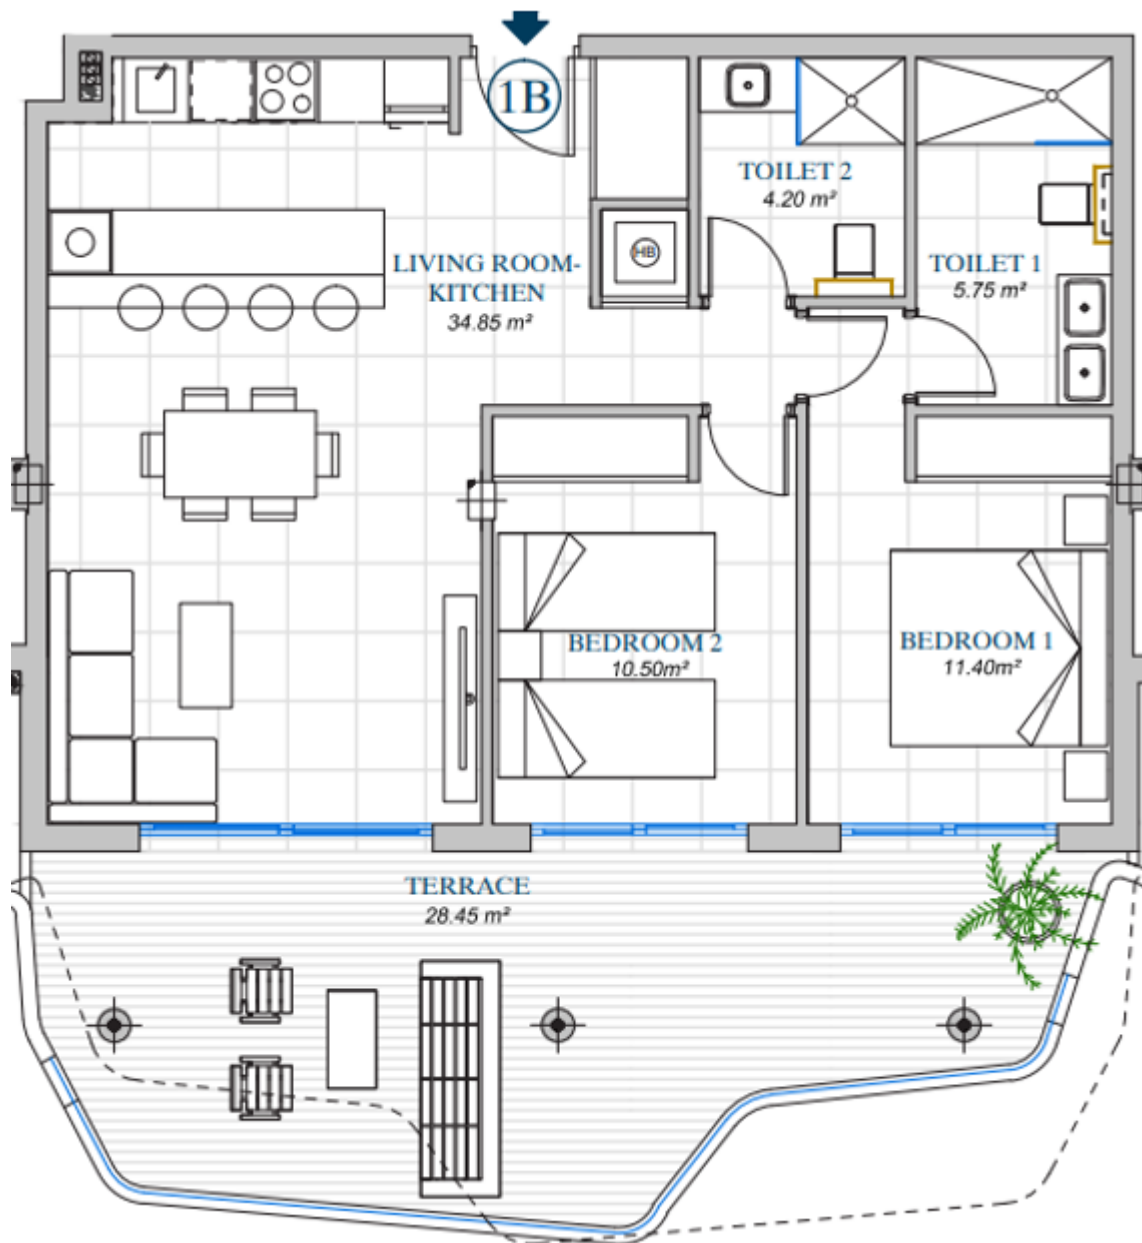 1B
TOILET 2
4.20 m²
HB
LIVING ROOM-
KITCHEN
34.85 m²
TOILET 1
5.75 m²
BEDROOM 2
10.50m²
BEDROOM 1
11.40m²
TERRACE
28.45 m²